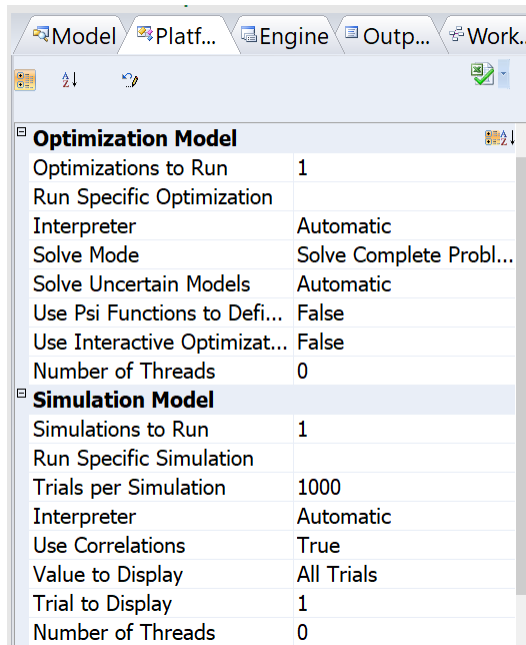 Model Platf... Engine Outp... Work..
Optimization Model
Optimizations to Run 1
Run Specific Optimization
Interpreter Automatic
Solve Mode Solve Complete Probl...
Solve Uncertain Models Automatic
Use Psi Functions to Defi... False
Use Interactive Optimizat... False
Number of Threads 0
Simulation Model
Simulations to Run 1
Run Specific Simulation
Trials per Simulation 1000
Interpreter Automatic
Use Correlations True
Value to Display All Trials
Trial to Display 1
Number of Threads 0